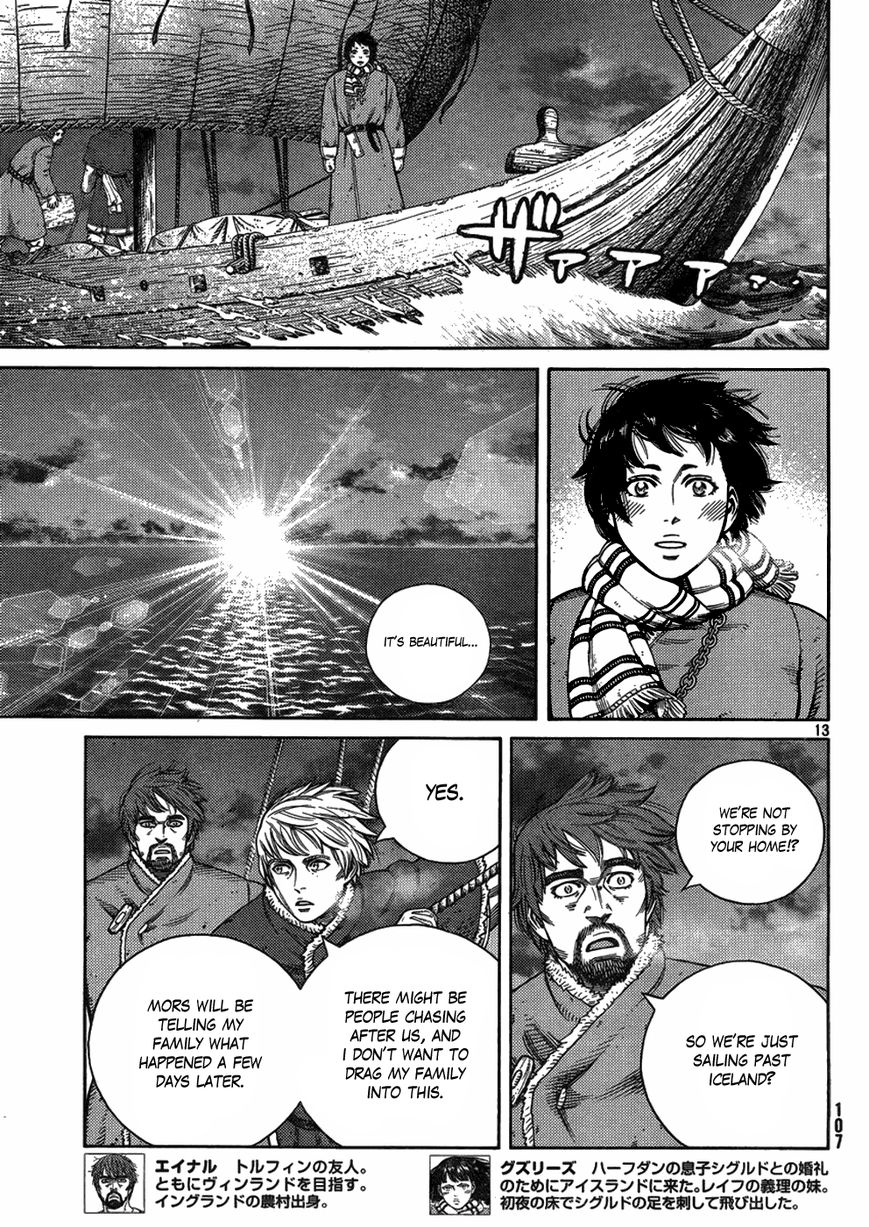 ザァァァ
IT'S BEAUTIFUL...
13
WE'RE NOT
STOPPING BY
YOUR HOME!?
SO WE'RE JUST
SAILING PAST
ICELAND?
YES.
THERE MIGHT BE
PEOPLE CHASING
AFTER US, AND
I DON'T WANT TO
DRAG MY FAMILY
INTO THIS.
MORS WILL BE
TELLING MY
FAMILY WHAT
HAPPENED A FEW
DAYS LATER.
107
エイナル トルフィンの友人。
ともにヴィンランドを目指す。
イングランドの農村出身。
グズリーズ ハーフダンの息子シグルドとの婚礼
のためにアイスランドに来た。レイフの義理の妹。
初夜の床でシグルドの足を刺して飛び出した。